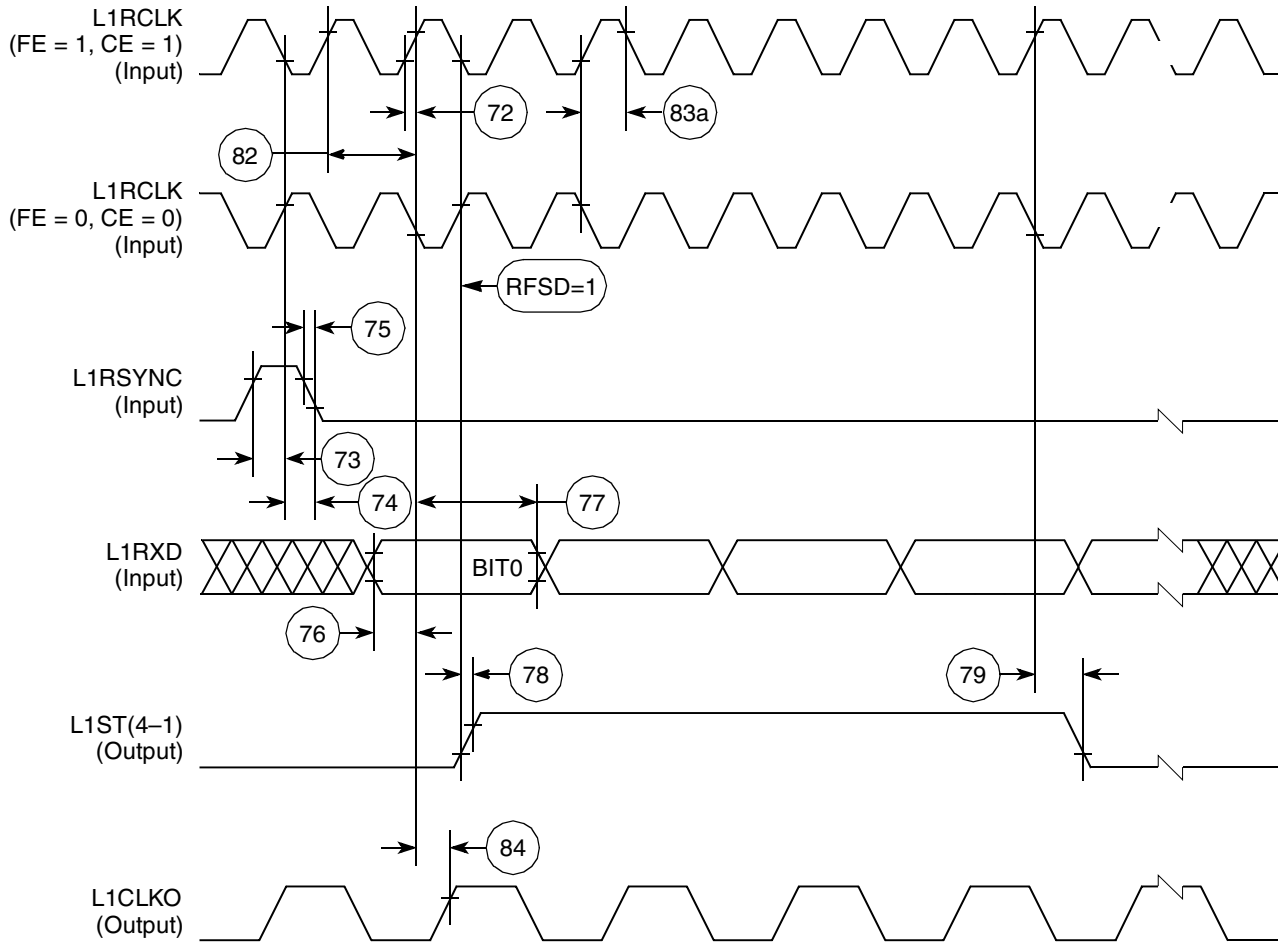 L1RCLK
(FE = 1, CE = 1)
(Input)
72
83a
82
L1RCLK
(FE = 0, CE = 0)
(Input)
RFSD=1
75
L1RSYNC
(Input)
73
74
77
L1RXD
(Input)
BIT0
76
78
79
L1ST(4–1)
(Output)
84
L1CLKO
(Output)